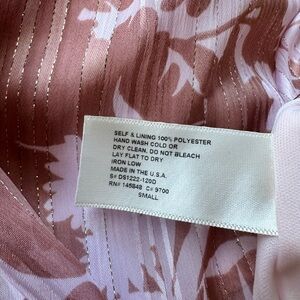 SELF & LINING 100% POLYESTER
HAND WASH COLD OR
DRY CLEAN. DO NOT BLEACH
LAY FLAT TO DRY
IRON LOW
MADE IN THE U.S.A.
S# DS1222-120D
RN# 145848 C# 9700
SMALL